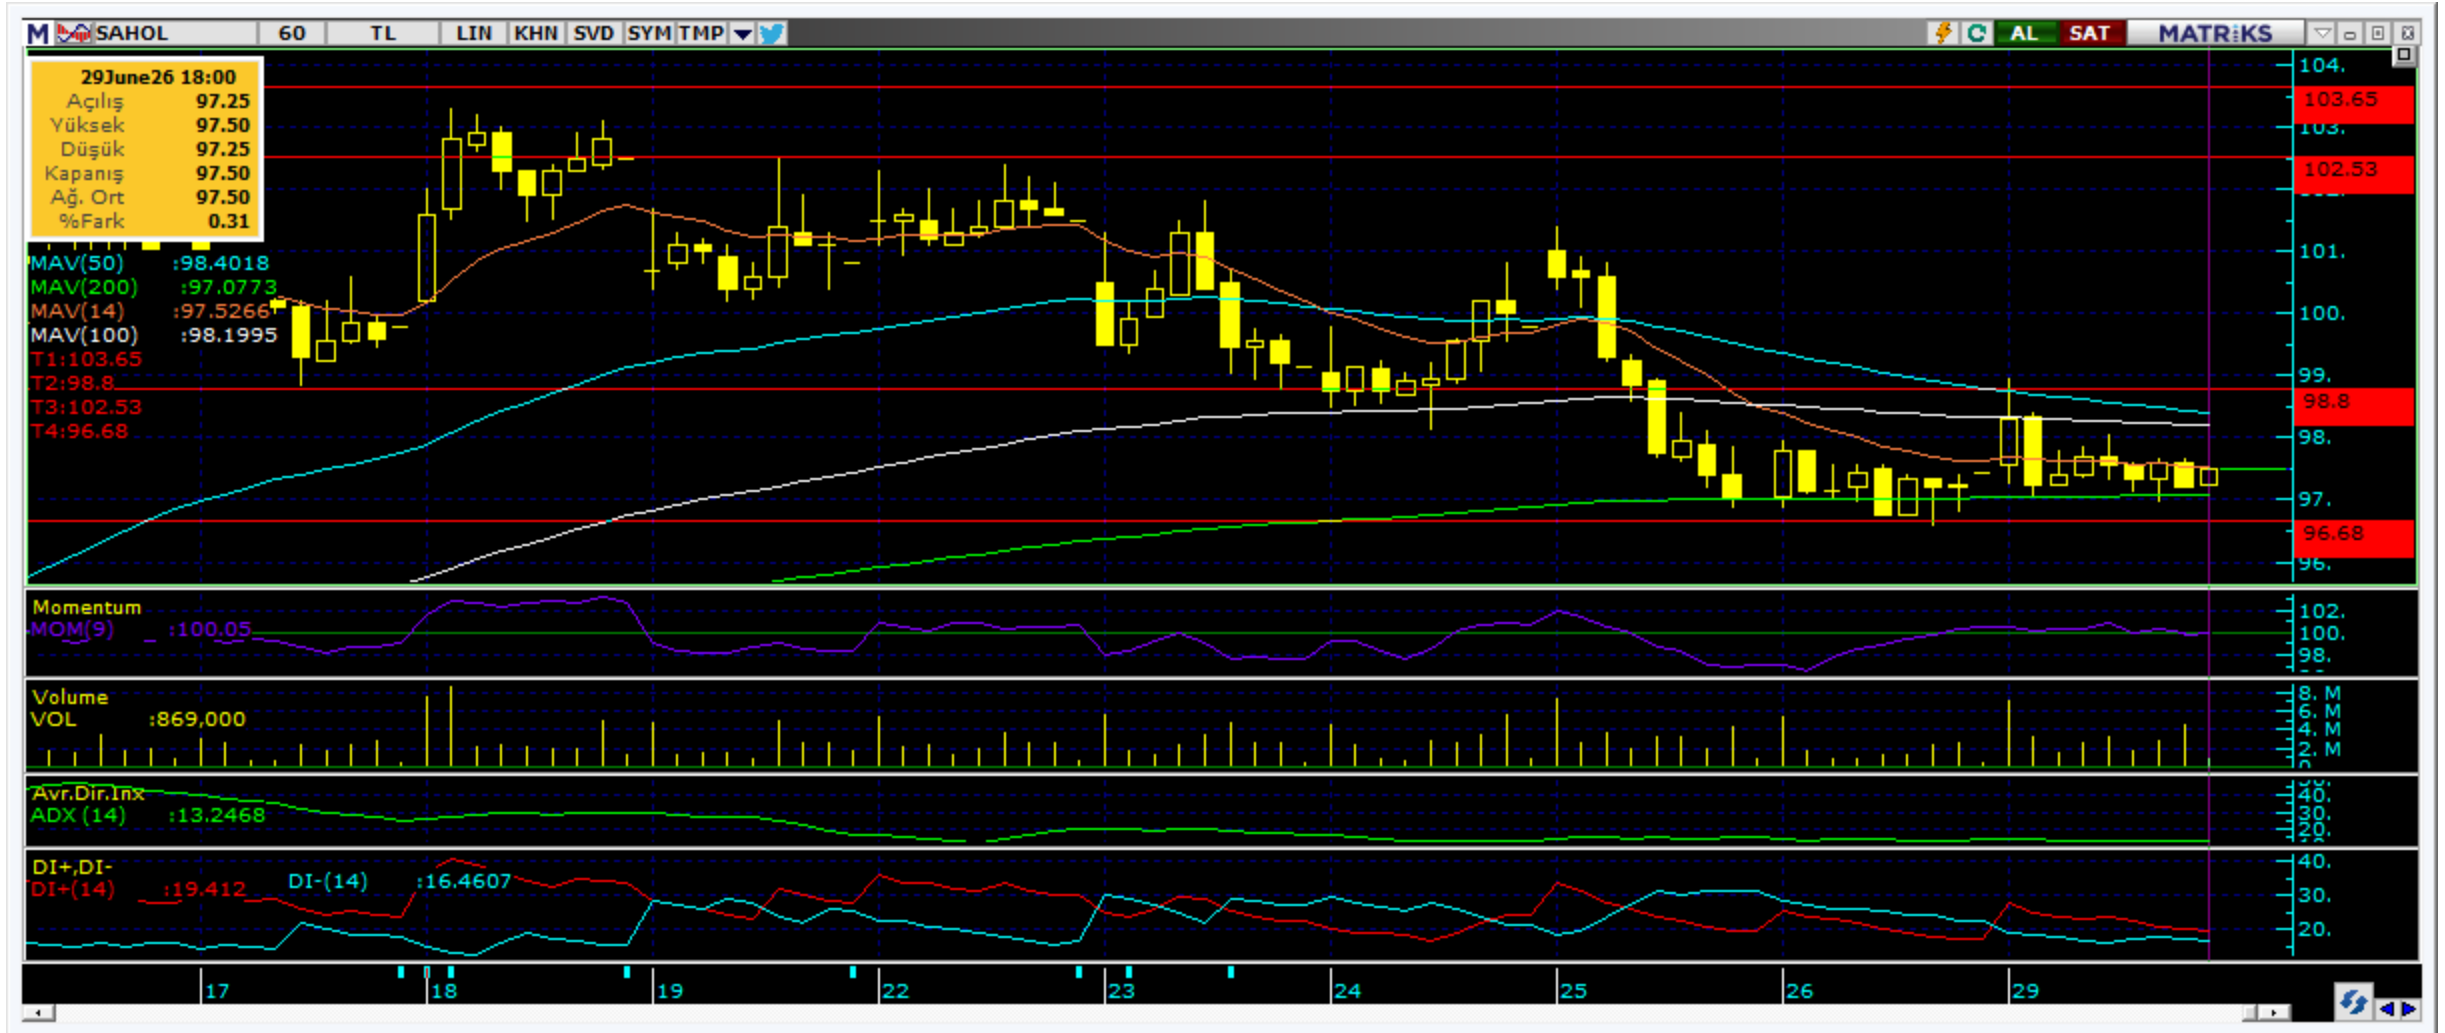 M SAHOL 60 TL LIN KHN SVD SYM TMP AL SAT MATRiKS
29June26 18:00
Açılış 97.25
Yüksek 97.50
Düşük 97.25
Kapanış 97.50
Ağ. Ort 97.50
%Fark 0.31
MAV(50) :98.4018
MAV(200) :97.0773
MAV(14) :97.5266
MAV(100) :98.1995
T1:103.65
T2:98.8
T3:102.53
T4:96.68
104.
103.65
103.
102.53
101.
100.
99.
98.8
98.
97.
96.68
96.
Momentum
MOM(9) :100.05
102.
100.
98.
Volume
VOL :869,000
8. M
6. M
4. M
2. M
0
Avr.Dir.Inx
ADX (14) :13.2468
40.
30.
20.
DI+,DI-
DI+(14) :19.412 DI-(14) :16.4607
40.
30.
20.
17 18 19 22 23 24 25 26 29